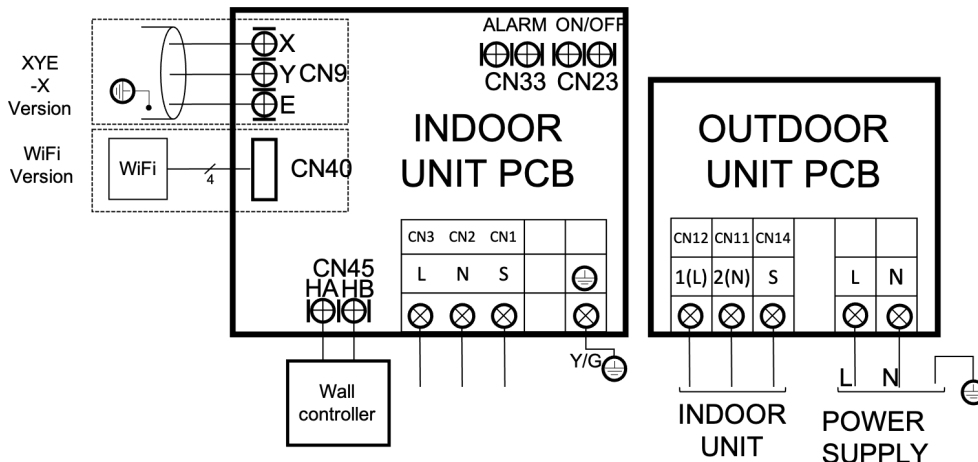 ALARM ON/OFF
CN33 CN23
X
Y CN9
E
XYE
-X
Version
WiFi
Version
WiFi
4
CN40
INDOOR
UNIT PCB
CN3 CN2 CN1
L N S
CN45
HA HB
Wall
controller
Y/G
OUTDOOR
UNIT PCB
CN12 CN11 CN14
1(L) 2(N) S L N
L N
INDOOR
UNIT
POWER
SUPPLY